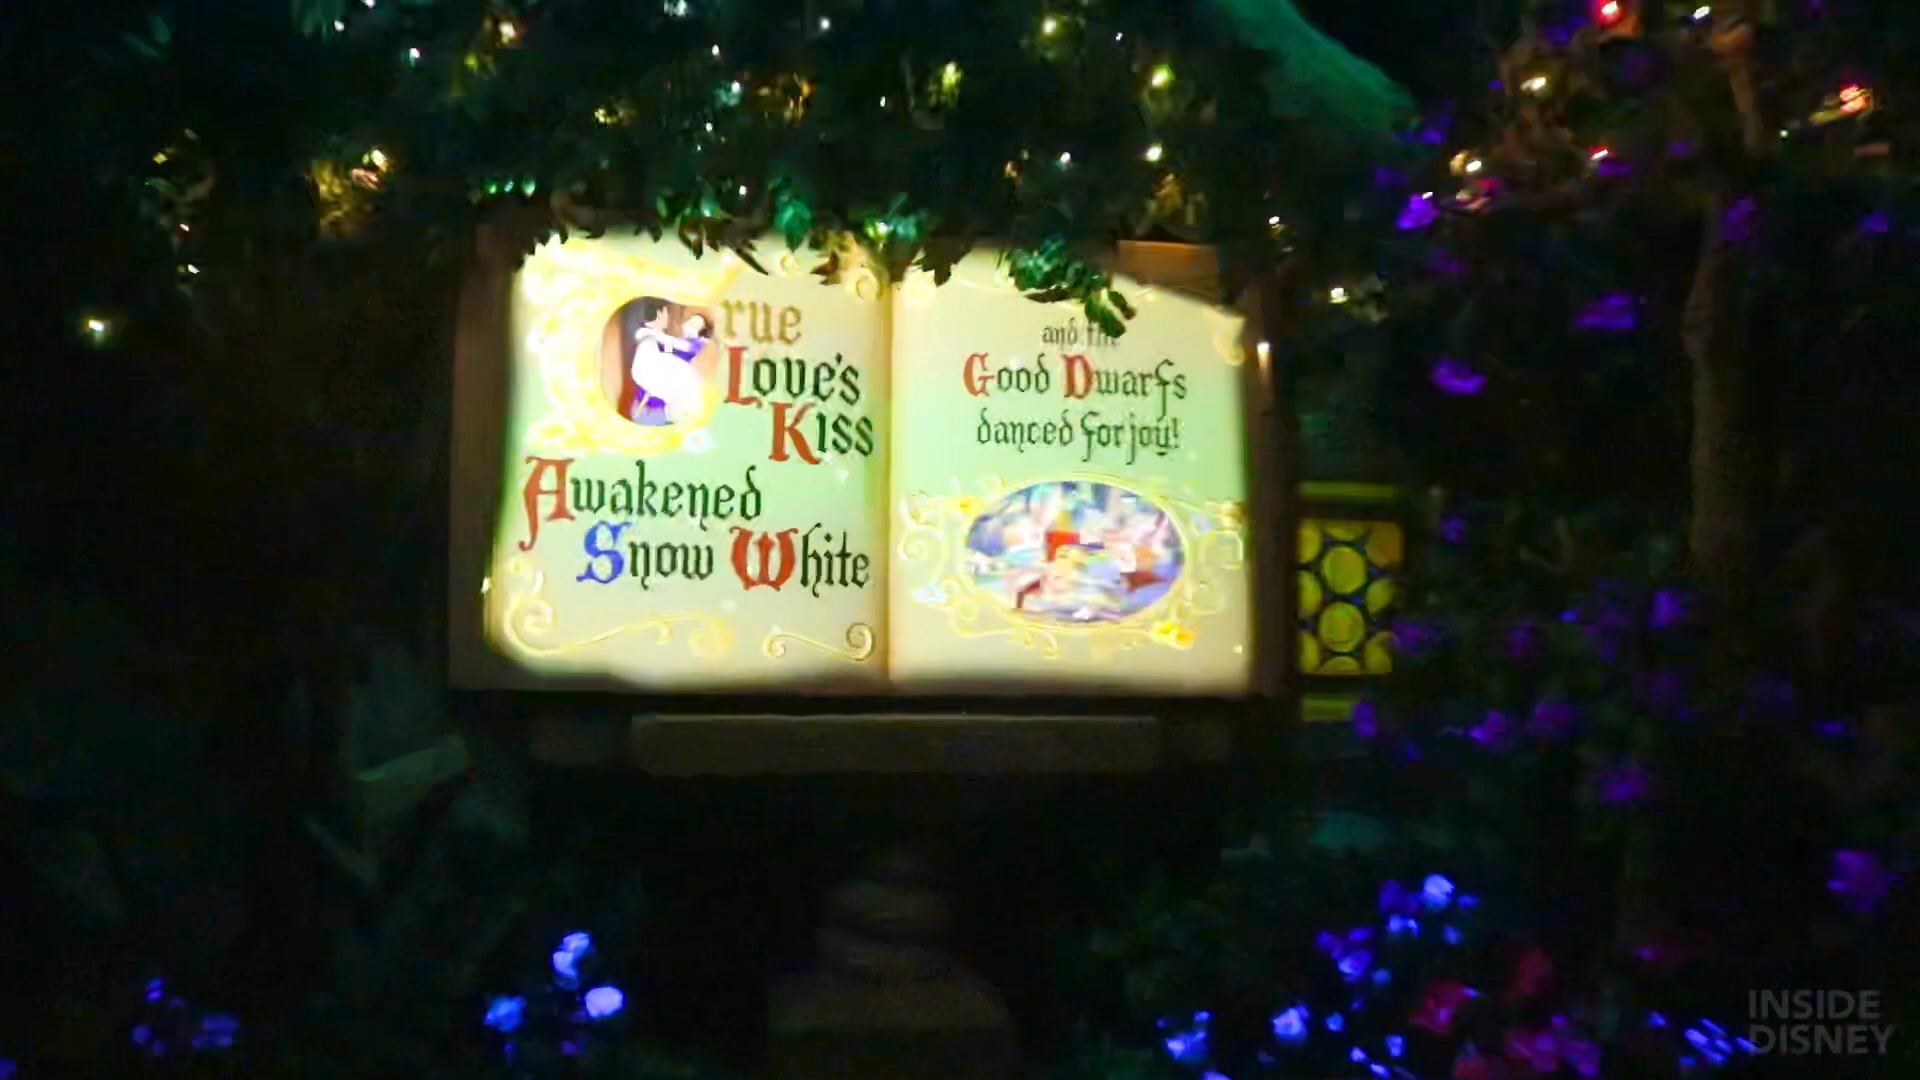 True
Love's
Kiss
Awakened
Snow White
and the
Good Dwarfs
danced for joy!
INSIDE
DISNEY